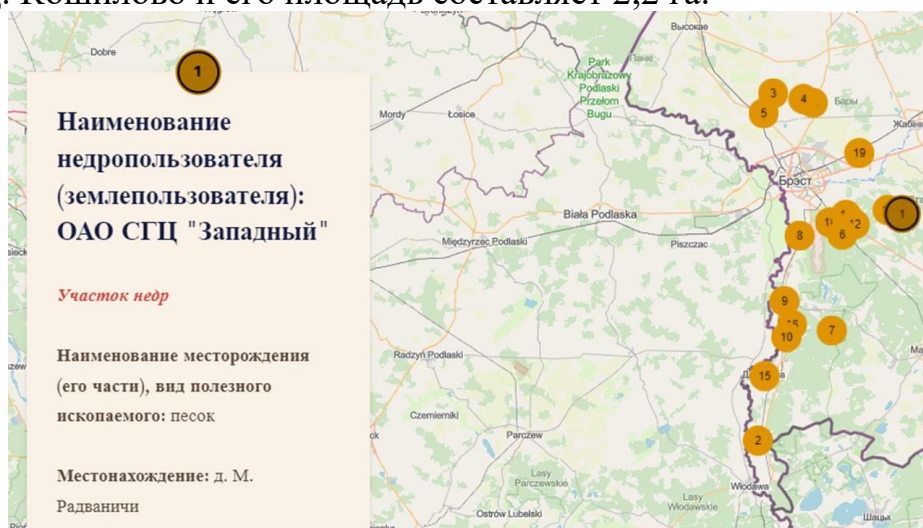 д. Кошилово и его площадь составляет 2,2 га.
1
Наименование
недропользователя
(землепользователя):
ОАО СГЦ "Западный"
Участок недр
Наименование месторождения
(его части), вид полезного
ископаемого: песок
Местонахождение: д. М.
Радваничи
Dobre
Mordy
Łosice
Park
Krajobrazowy
Podlaski
Przełom
Bugu
Высокае
3
4
5
Бары
Жабінка
19
Брэст
Biała Podlaska
Międzyrzec Podlaski
Piszczac
1
12
6
8
9
10
7
15
2
Radzyń Podlaski
Czemierniki
Parczew
Lasy
Parczewskie
Ostrów Lubelski
Włodawa
Lasy
Włodawskie
Шацьк